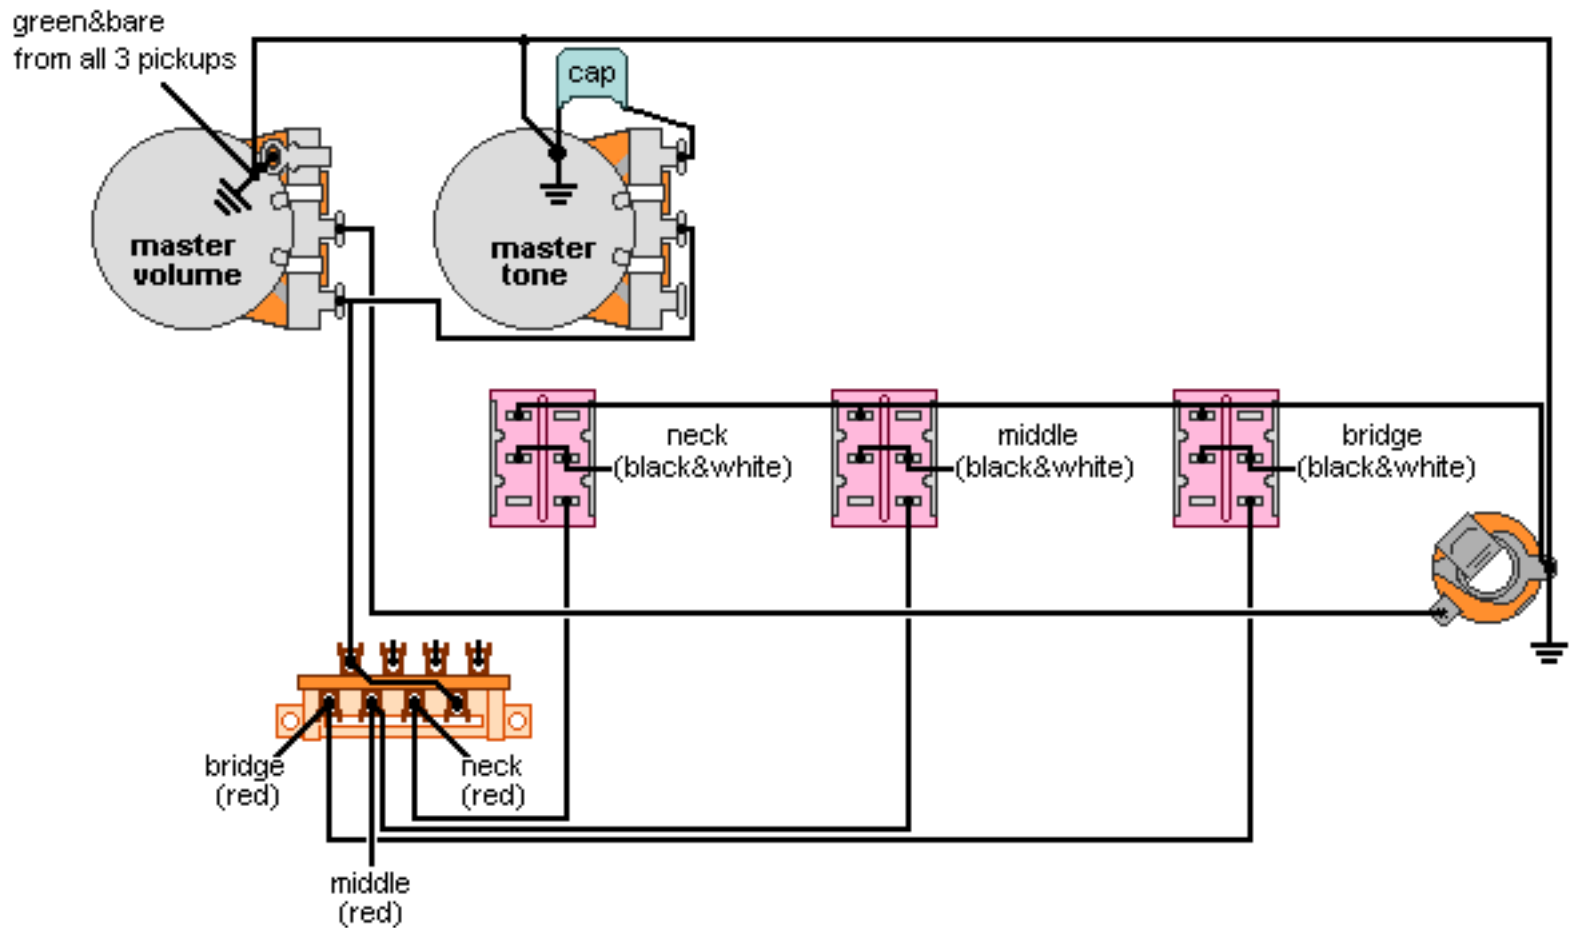 green&bare
from all 3 pickups
cap
master
volume
master
tone
neck
(black&white)
middle
(black&white)
bridge
(black&white)
bridge
(red)
neck
(red)
middle
(red)